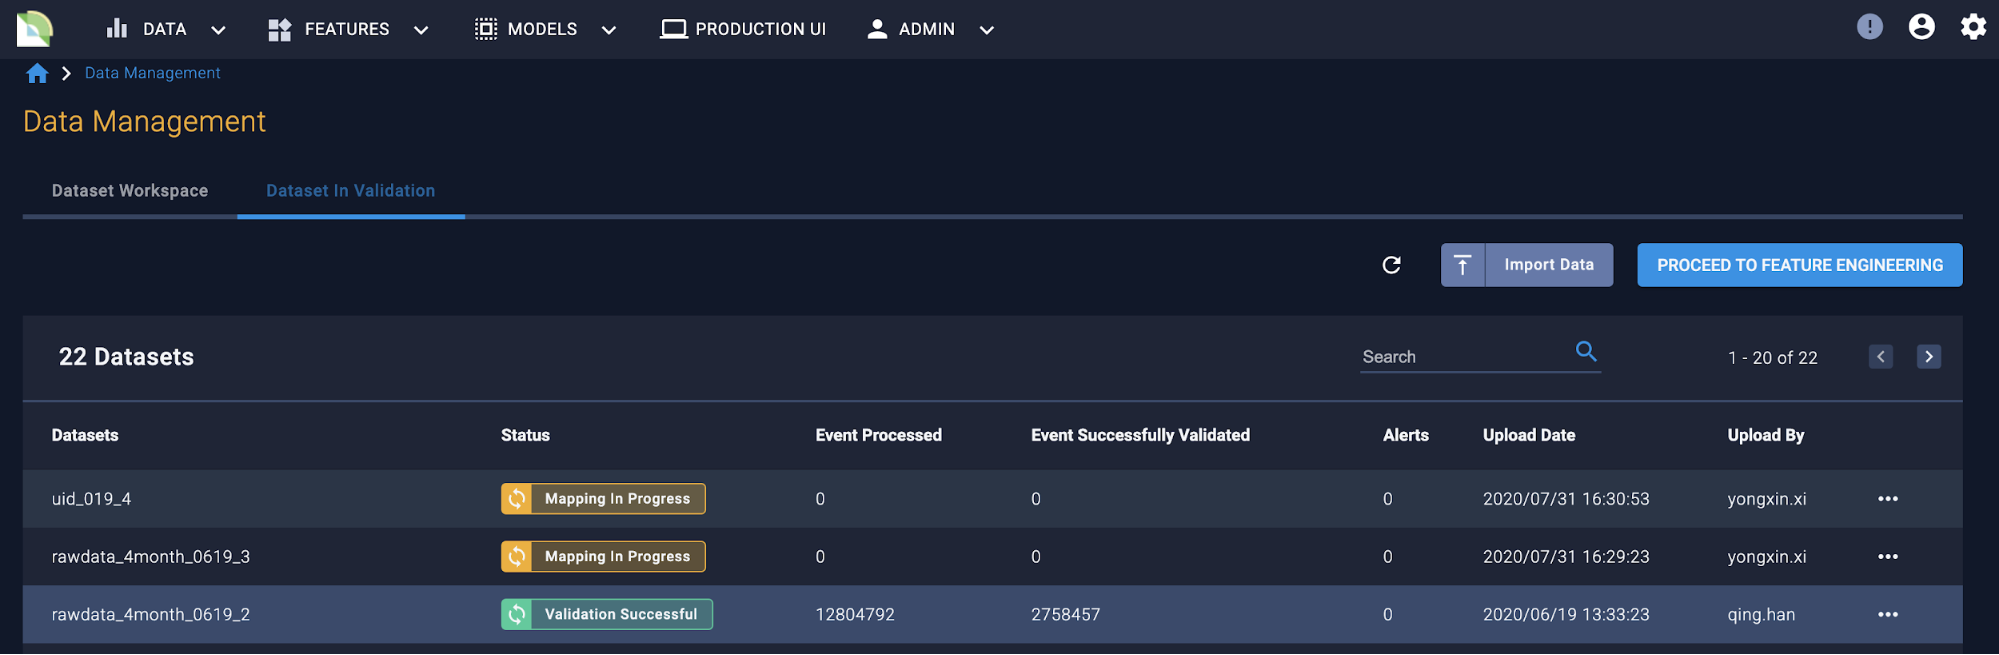 DATA FEATURES MODELS PRODUCTION UI ADMIN
Data Management
Data Management
Dataset Workspace Dataset In Validation
Import Data PROCEED TO FEATURE ENGINEERING
22 Datasets Search 1 - 20 of 22
Datasets Status Event Processed Event Successfully Validated Alerts Upload Date Upload By
uid_019_4 Mapping In Progress 0 0 0 2020/07/31 16:30:53 yongxin.xi
rawdata_4month_0619_3 Mapping In Progress 0 0 0 2020/07/31 16:29:23 yongxin.xi
rawdata_4month_0619_2 Validation Successful 12804792 2758457 0 2020/06/19 13:33:23 qing.han